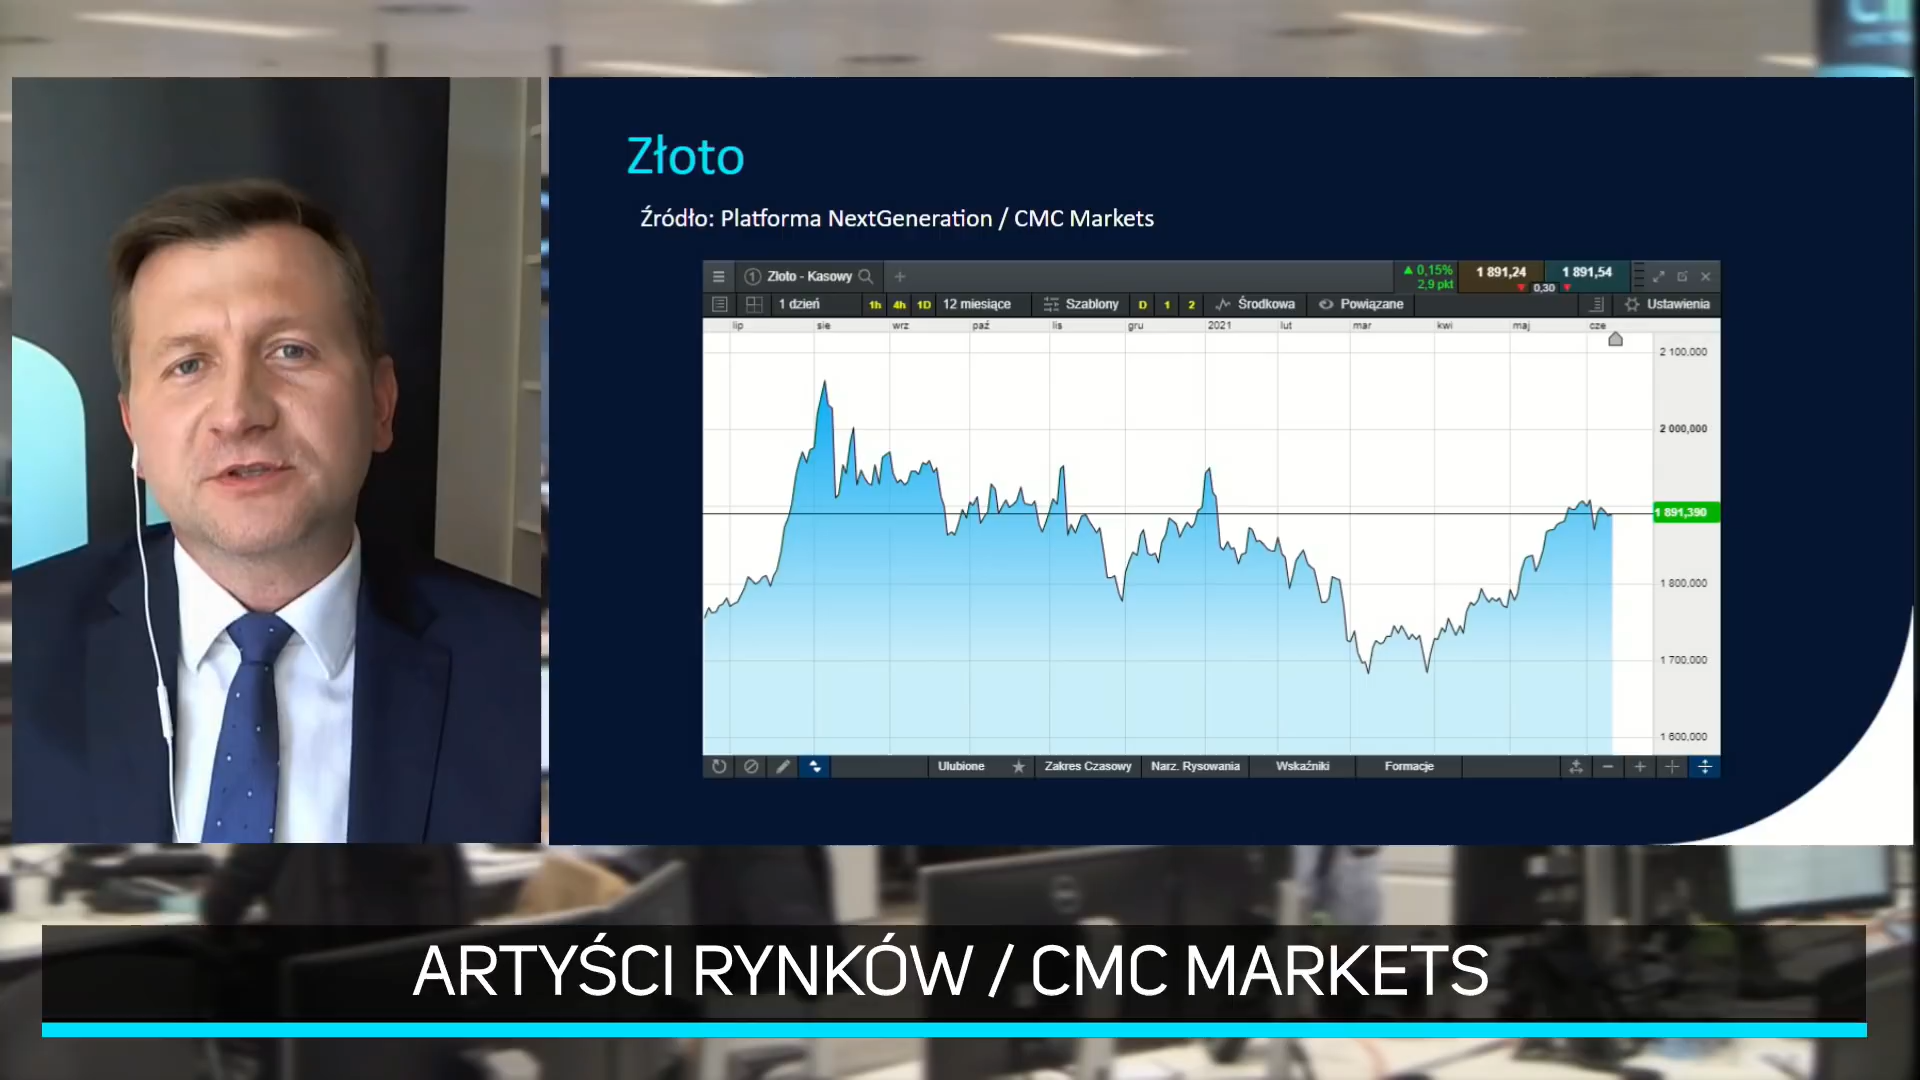 Złoto
Źródło: Platforma NextGeneration / CMC Markets
1 Złoto - Kasowy
0,15%
2,9 pkt
1 891,24
0,30
1 891,54
1 dzień 1h 4h 1D 12 miesiące Szablony D 1 2 Środkowa Powiązane Ustawienia
lip sie wrz paź lis gru 2021 lut mar kwi maj cze
2 100,000
2 000,000
1 891,390
1 800,000
1 700,000
1 600,000
Ulubione Zakres Czasowy Narz. Rysowania Wskaźniki Formacje
ARTYŚCI RYNKÓW / CMC MARKETS